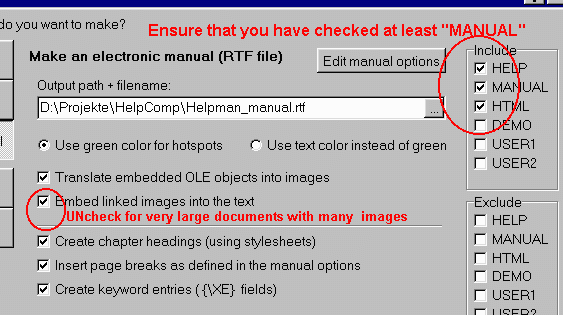 do you want to make?
Ensure that you have checked at least "MANUAL"
Make an electronic manual (RTF file)
Edit manual options
Output path + filename:
D:\Projekte\HelpComp\Helpman_manual.rtf
...
Use green color for hotspots
Use text color instead of green
Translate embedded OLE objects into images
Embed linked images into the text
UNcheck for very large documents with many images
Create chapter headings (using stylesheets)
Insert page breaks as defined in the manual options
Create keyword entries ({\XE} fields)
Include
HELP
MANUAL
HTML
DEMO
USER1
USER2
Exclude
HELP
MANUAL
HTML
DEMO
USER1
USER2